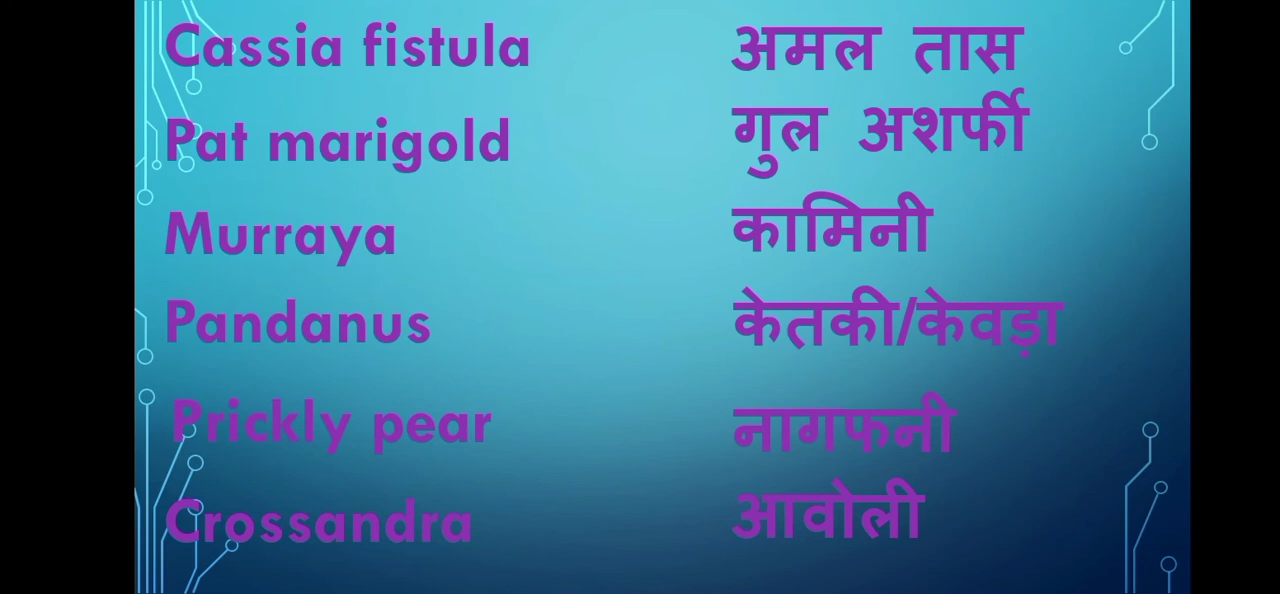 Cassia fistula अमल तास
Pat marigold गुल अशर्फी
Murraya कामिनी
Pandanus केतकी/केवड़ा
Prickly pear नागफनी
Crossandra आवोली